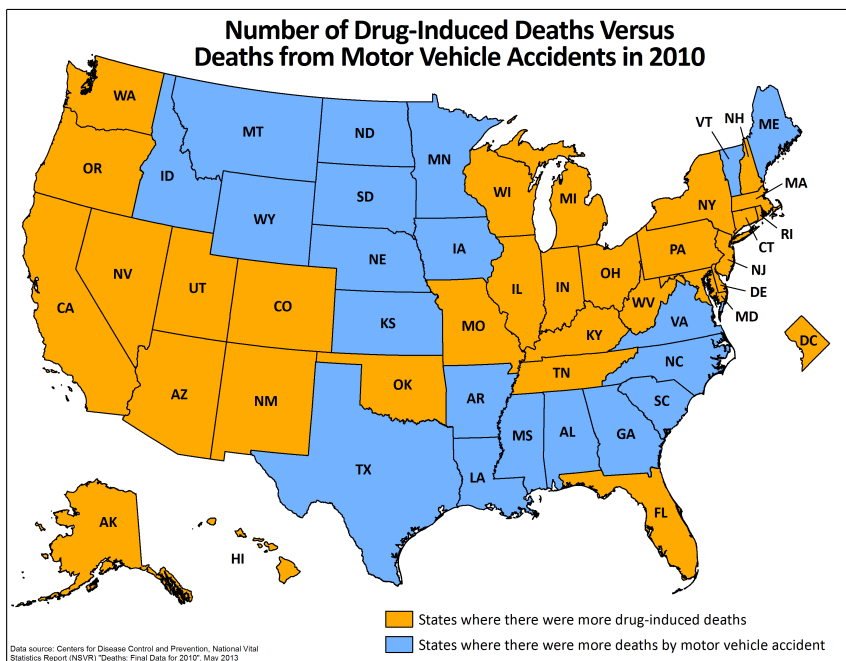 Number of Drug-Induced Deaths Versus
Deaths from Motor Vehicle Accidents in 2010
WA
MT
ND
MN
VT
NH
ME
OR
ID
SD
WI
MI
NY
MA
WY
RI
CT
IA
PA
NE
NJ
NV
UT
CO
IL
IN
OH
DE
WV
MD
CA
KS
MO
KY
VA
DC
NC
TN
AZ
NM
OK
AR
SC
MS
AL
GA
TX
LA
AK
FL
HI
States where there were more drug-induced deaths
States where there were more deaths by motor vehicle accident
Data source: Centers for Disease Control and Prevention, National Vital
Statistics Report (NSVR) "Deaths: Final Data for 2010". May 2013